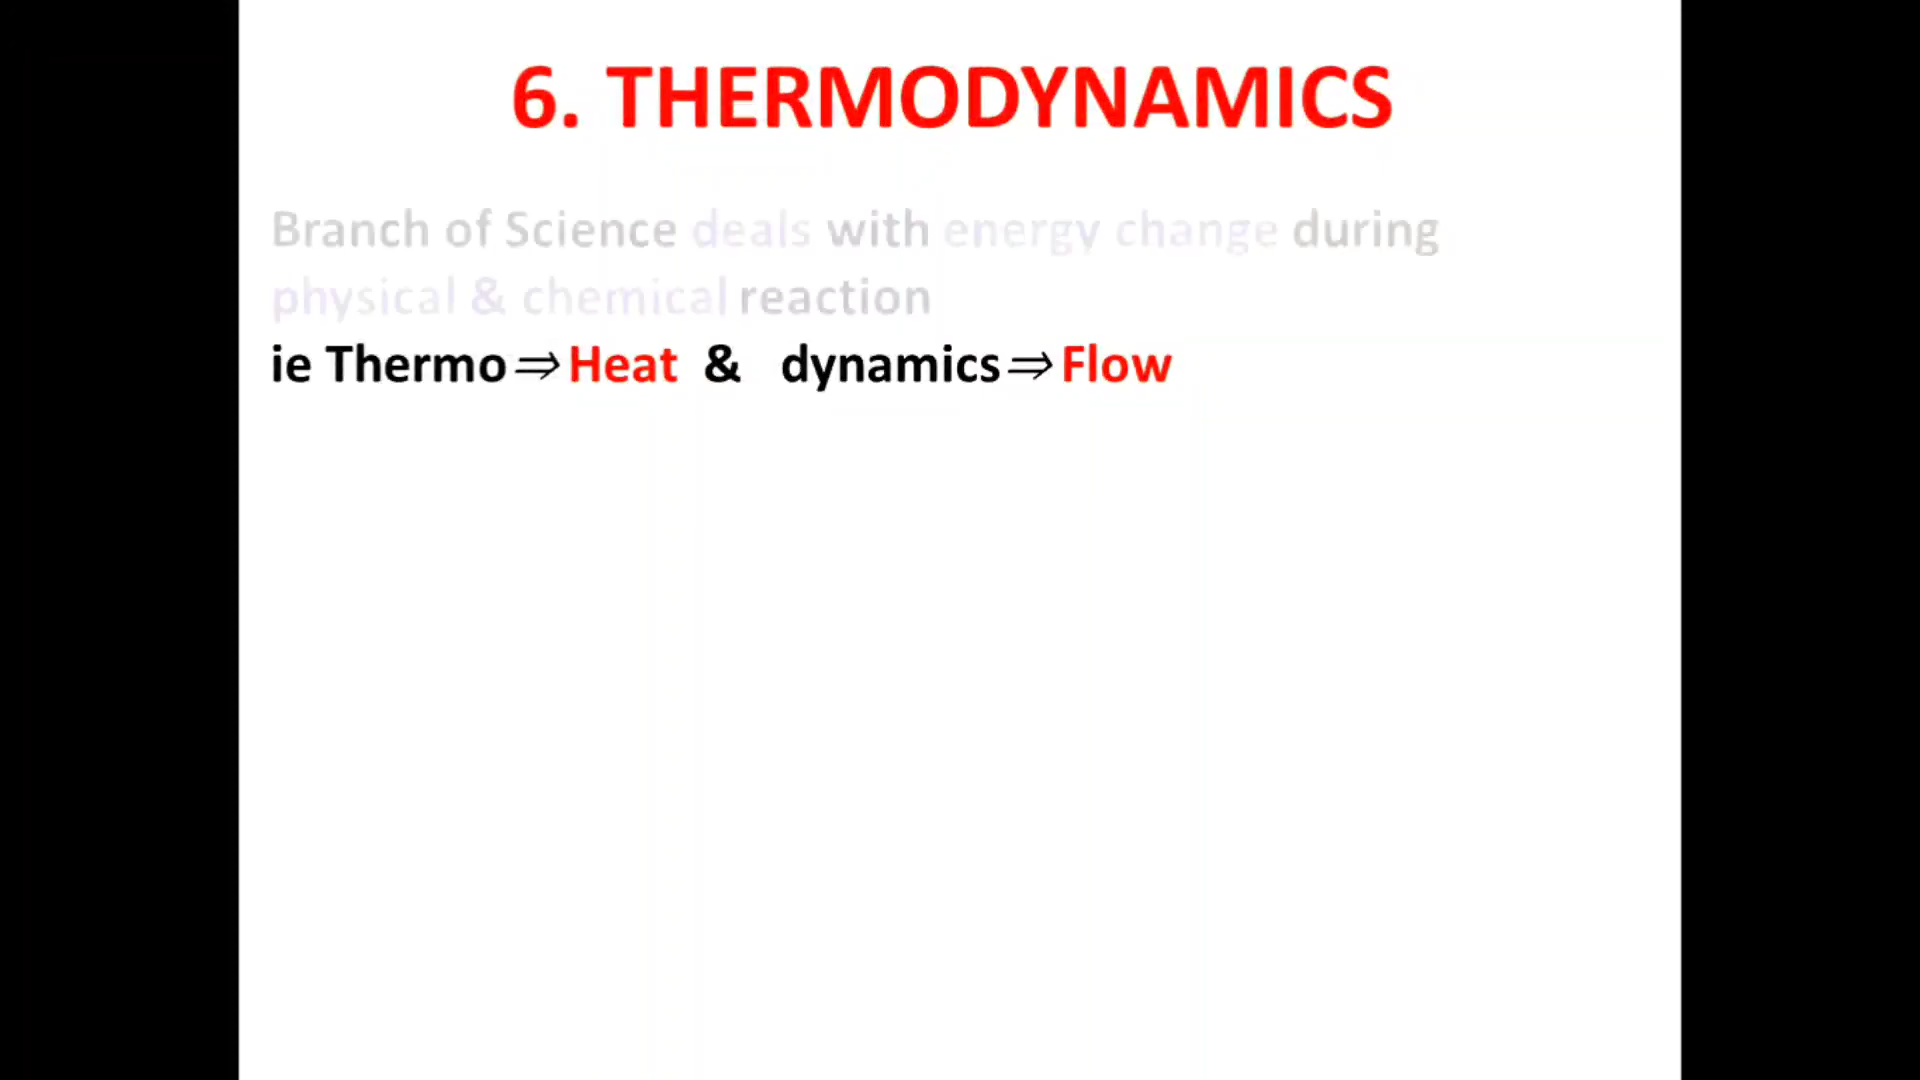 6. THERMODYNAMICS
Branch of Science deals with energy change during
physical & chemical reaction
ie Thermo⇒Heat & dynamics⇒Flow